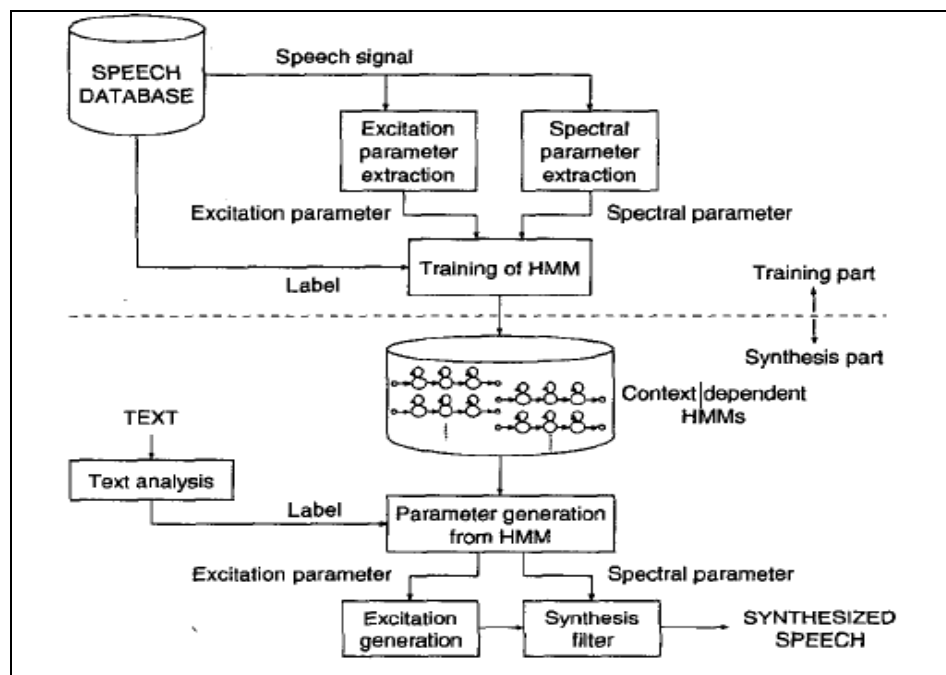 SPEECH
DATABASE
Speech signal
Excitation
parameter
extraction
Spectral
parameter
extraction
Excitation parameter
Spectral parameter
Training of HMM
Label
Training part
Synthesis part
Context dependent
HMMs
TEXT
Text analysis
Label
Parameter generation
from HMM
Excitation parameter
Spectral parameter
Excitation
generation
Synthesis
filter
SYNTHESIZED
SPEECH